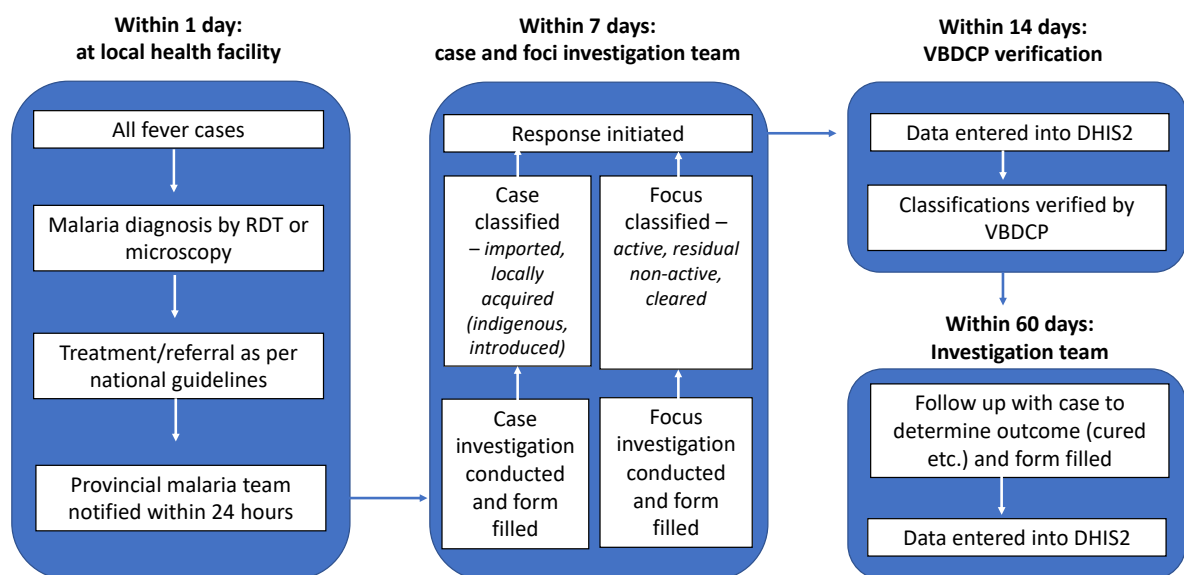 Within 1 day:
at local health facility
All fever cases
Malaria diagnosis by RDT or
microscopy
Treatment/referral as per
national guidelines
Provincial malaria team
notified within 24 hours
Within 7 days:
case and foci investigation team
Response initiated
Case
classified
– imported,
locally
acquired
(indigenous,
introduced)
Focus
classified –
active, residual
non-active,
cleared
Case
investigation
conducted
and form
filled
Focus
investigation
conducted
and form
filled
Within 14 days:
VBDCP verification
Data entered into DHIS2
Classifications verified by
VBDCP
Within 60 days:
Investigation team
Follow up with case to
determine outcome (cured
etc.) and form filled
Data entered into DHIS2